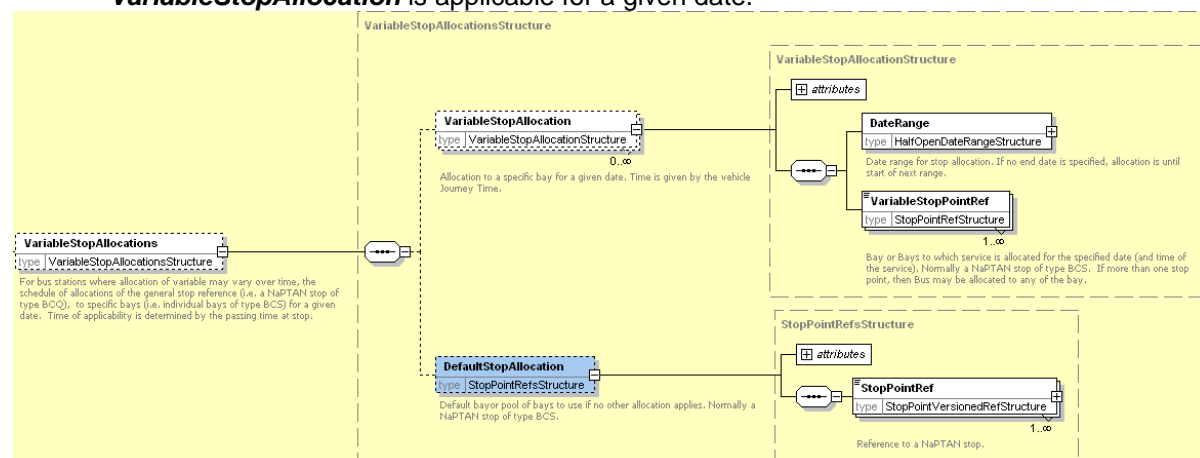 VariableStopAllocation is applicable for a given date.
VariableStopAllocationsStructure
VariableStopAllocationStructure
attributes
VariableStopAllocation
type VariableStopAllocationStructure
0..∞
Allocation to a specific bay for a given date. Time is given by the vehicle
Journey Time.
DateRange
type HalfOpenDateRangeStructure
Date range for stop allocation. If no end date is specified, allocation is until
start of next range.
VariableStopPointRef
type StopPointRefStructure
1..∞
Bay or Bays to which service is allocated for the specified date (and time of
the service). Normally a NaPTAN stop of type BCS. If more than one stop
point, then Bus may be allocated to any of the bay.
VariableStopAllocations
type VariableStopAllocationsStructure
For bus stations where allocation of variable may vary over time, the
schedule of allocations of the general stop reference (i.e. a NaPTAN stop of
type BCQ), to specific bays (i.e. individual bays of type BCS) for a given
date. Time of applicability is determined by the passing time at stop.
StopPointRefsStructure
attributes
DefaultStopAllocation
type StopPointRefsStructure
Default bayor pool of bays to use if no other allocation applies. Normally a
NaPTAN stop of type BCS.
StopPointRef
type StopPointVersionedRefStructure
1..∞
Reference to a NaPTAN stop.